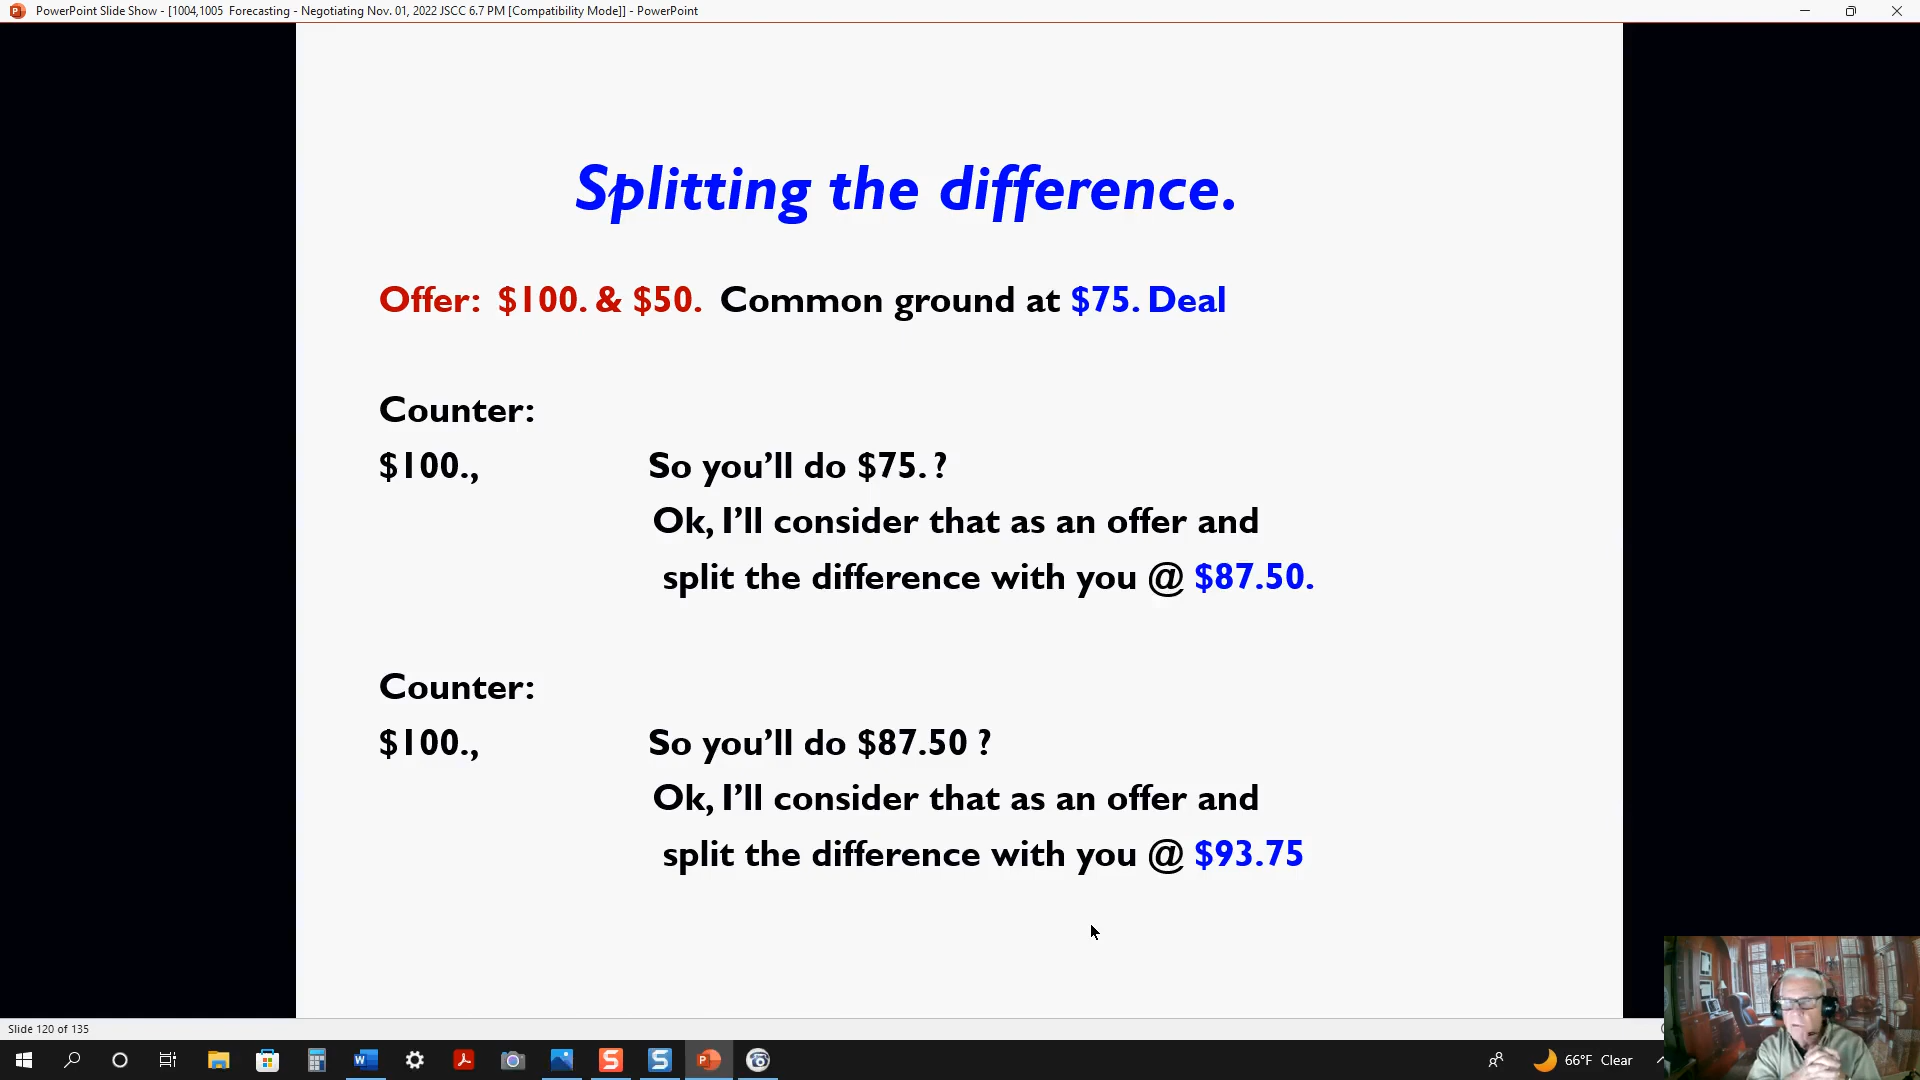 PowerPoint Slide Show - [1004,1005  Forecasting - Negotiating Nov. 01, 2022 JSCC 6.7 PM [Compatibility Mode]] - PowerPoint
Splitting the difference.
Offer: $100. & $50. Common ground at $75. Deal
Counter:
$100., So you’ll do $75. ?
Ok, I’ll consider that as an offer and
split the difference with you @ $87.50.
Counter:
$100., So you’ll do $87.50 ?
Ok, I’ll consider that as an offer and
split the difference with you @ $93.75
Slide 120 of 135
66°F Clear